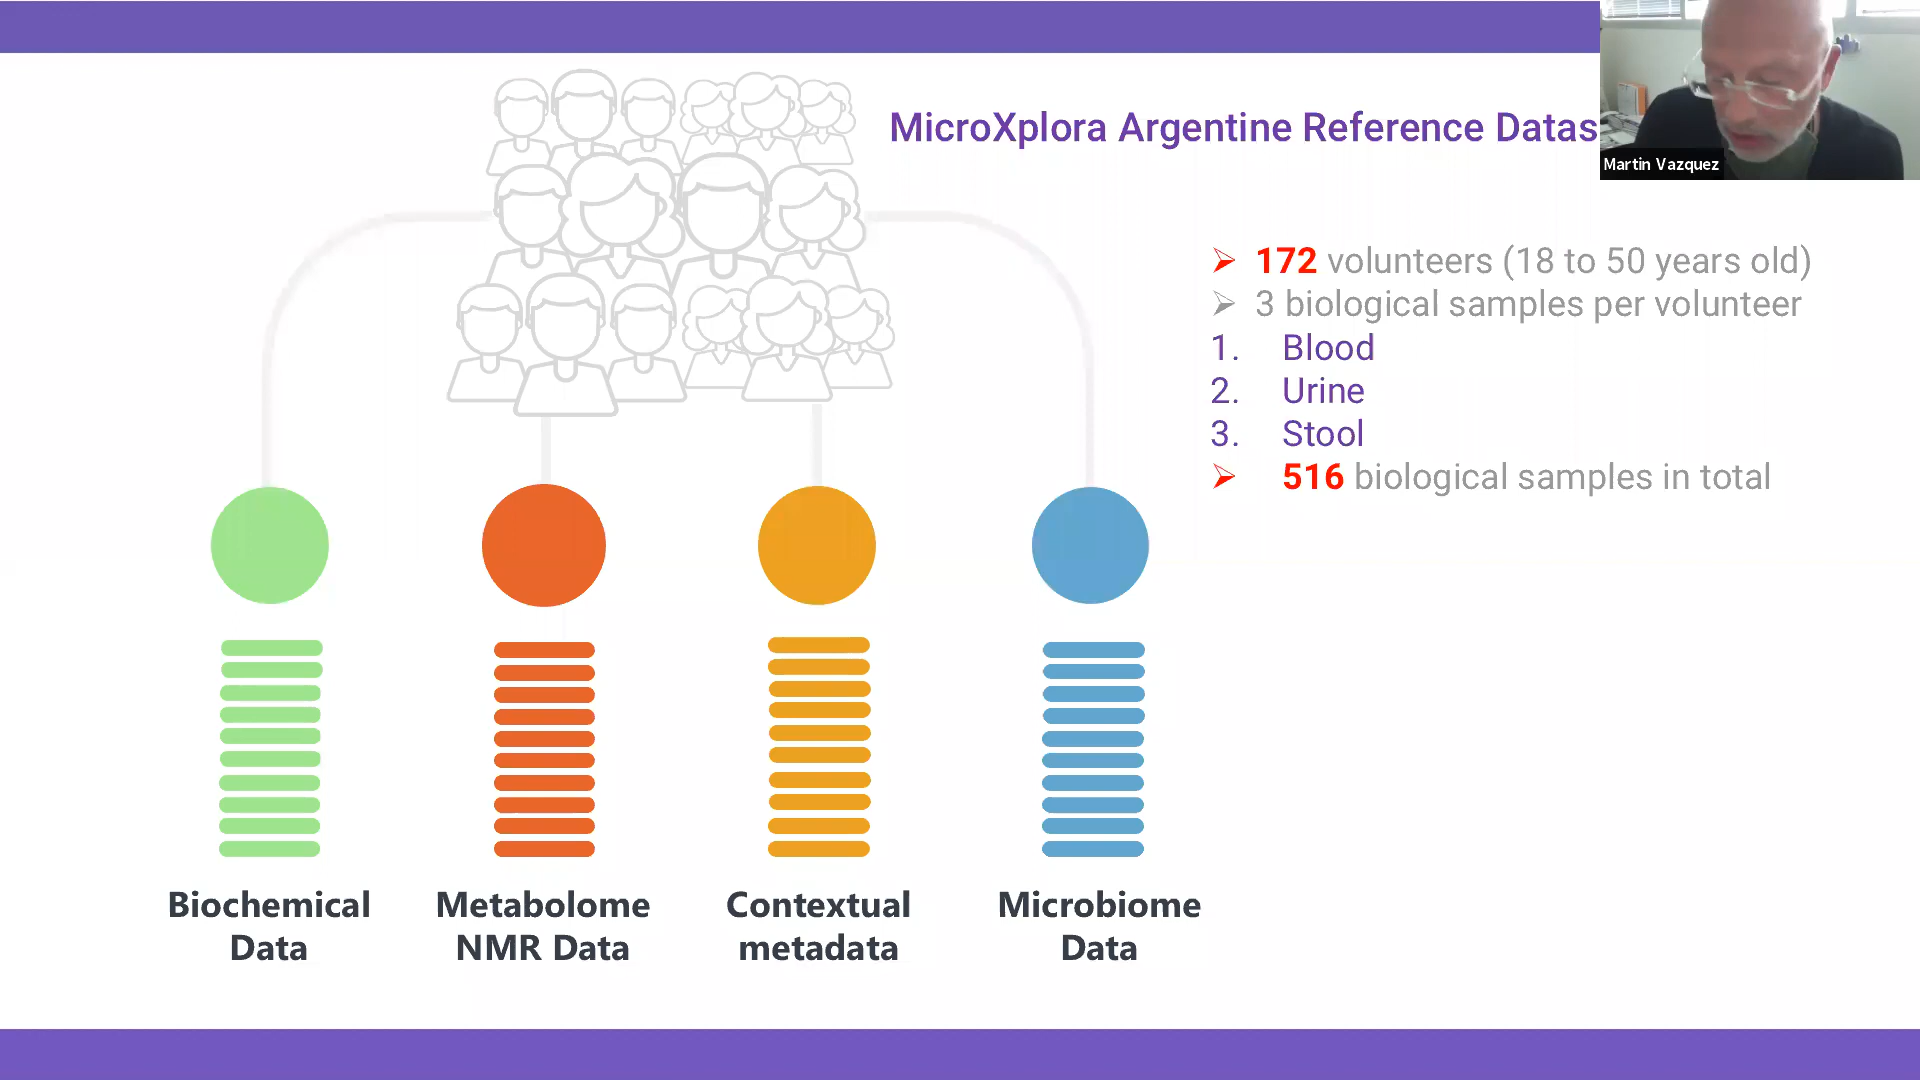 MicroXplora Argentine Reference Datas
Martin Vazquez
➢ 172 volunteers (18 to 50 years old)
➢ 3 biological samples per volunteer
1. Blood
2. Urine
3. Stool
➢ 516 biological samples in total
Biochemical
Data
Metabolome
NMR Data
Contextual
metadata
Microbiome
Data